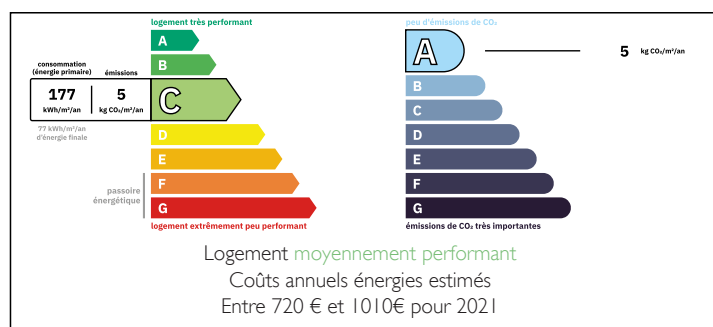 logement très performant
A
B
consommation
(énergie primaire)
émissions
177
kWh/m²/an
5
kg CO₂/m²/an
C
77 kWh/m²/an
d'énergie finale
D
E
passoire
énergétique
F
G
logement extrêmement peu performant
peu d'émissions de CO₂
A
5 kg CO₂/m²/an
B
C
D
E
F
G
émissions de CO₂ très importantes
Logement moyennement performant
Coûts annuels énergies estimés
Entre 720 € et 1010€ pour 2021